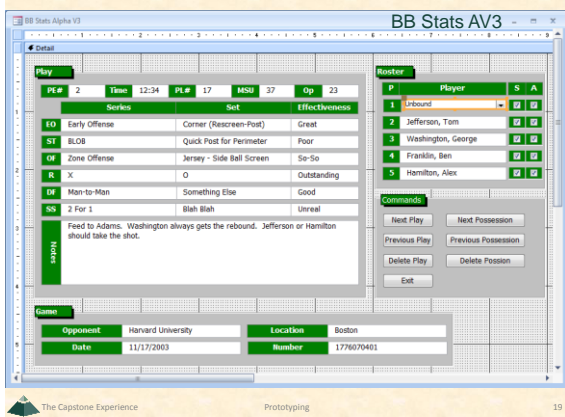 BB Stats Alpha V3
BB Stats AV3
Detail
Play
PE# 2 Time 12:34 PL# 17 MSU 37 Op 23
Series Set Effectiveness
EO Early Offense Corner (Rescreen-Post) Great
ST BLOB Quick Post for Perimeter Poor
OF Zone Offense Jersey - Side Ball Screen So-So
R X O Outstanding
DF Man-to-Man Something Else Good
SS 2 For 1 Blah Blah Unreal
Notes
Feed to Adams. Washington always gets the rebound. Jefferson or Hamilton
should take the shot.
Roster
P Player S A
1 Unbound
2 Jefferson, Tom
3 Washington, George
4 Franklin, Ben
5 Hamilton, Alex
Commands
Next Play Next Possession
Previous Play Previous Possession
Delete Play Delete Possion
Exit
Game
Opponent Harvard University Location Boston
Date 11/17/2003 Number 1776070401
The Capstone Experience Prototyping 19